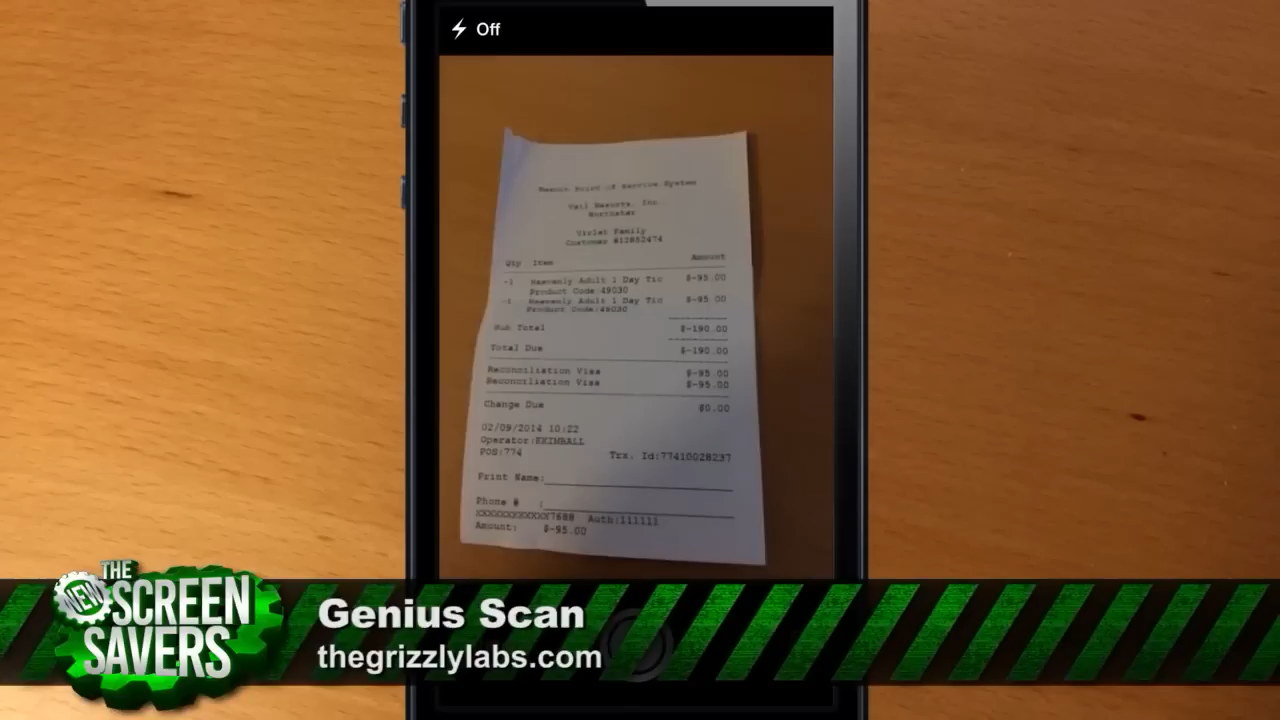 Off
Resort Point of Service System
Vail Resorts, Inc.
Northstar
Violet Family
Customer
Qty Item Amount
-1 Heavenly Adult 1 Day Tic $-95.00
Product Code:49030
-1 Heavenly Adult 1 Day Tic $-95.00
Product Code:49030
Sub Total $-190.00
Total Due $-190.00
Reconciliation Visa $-95.00
Reconciliation Visa $-95.00
Change Due $0.00
02/09/2014 10:22
Operator:EKIMBALL
POS:774 Trx. Id:77410028237
Print Name:
Phone # :
XXXXXXXXXXXX7688 Auth:111111
Amount: $-95.00
THE
NEW
SCREEN
SAVERS
Genius Scan
thegrizzlylabs.com